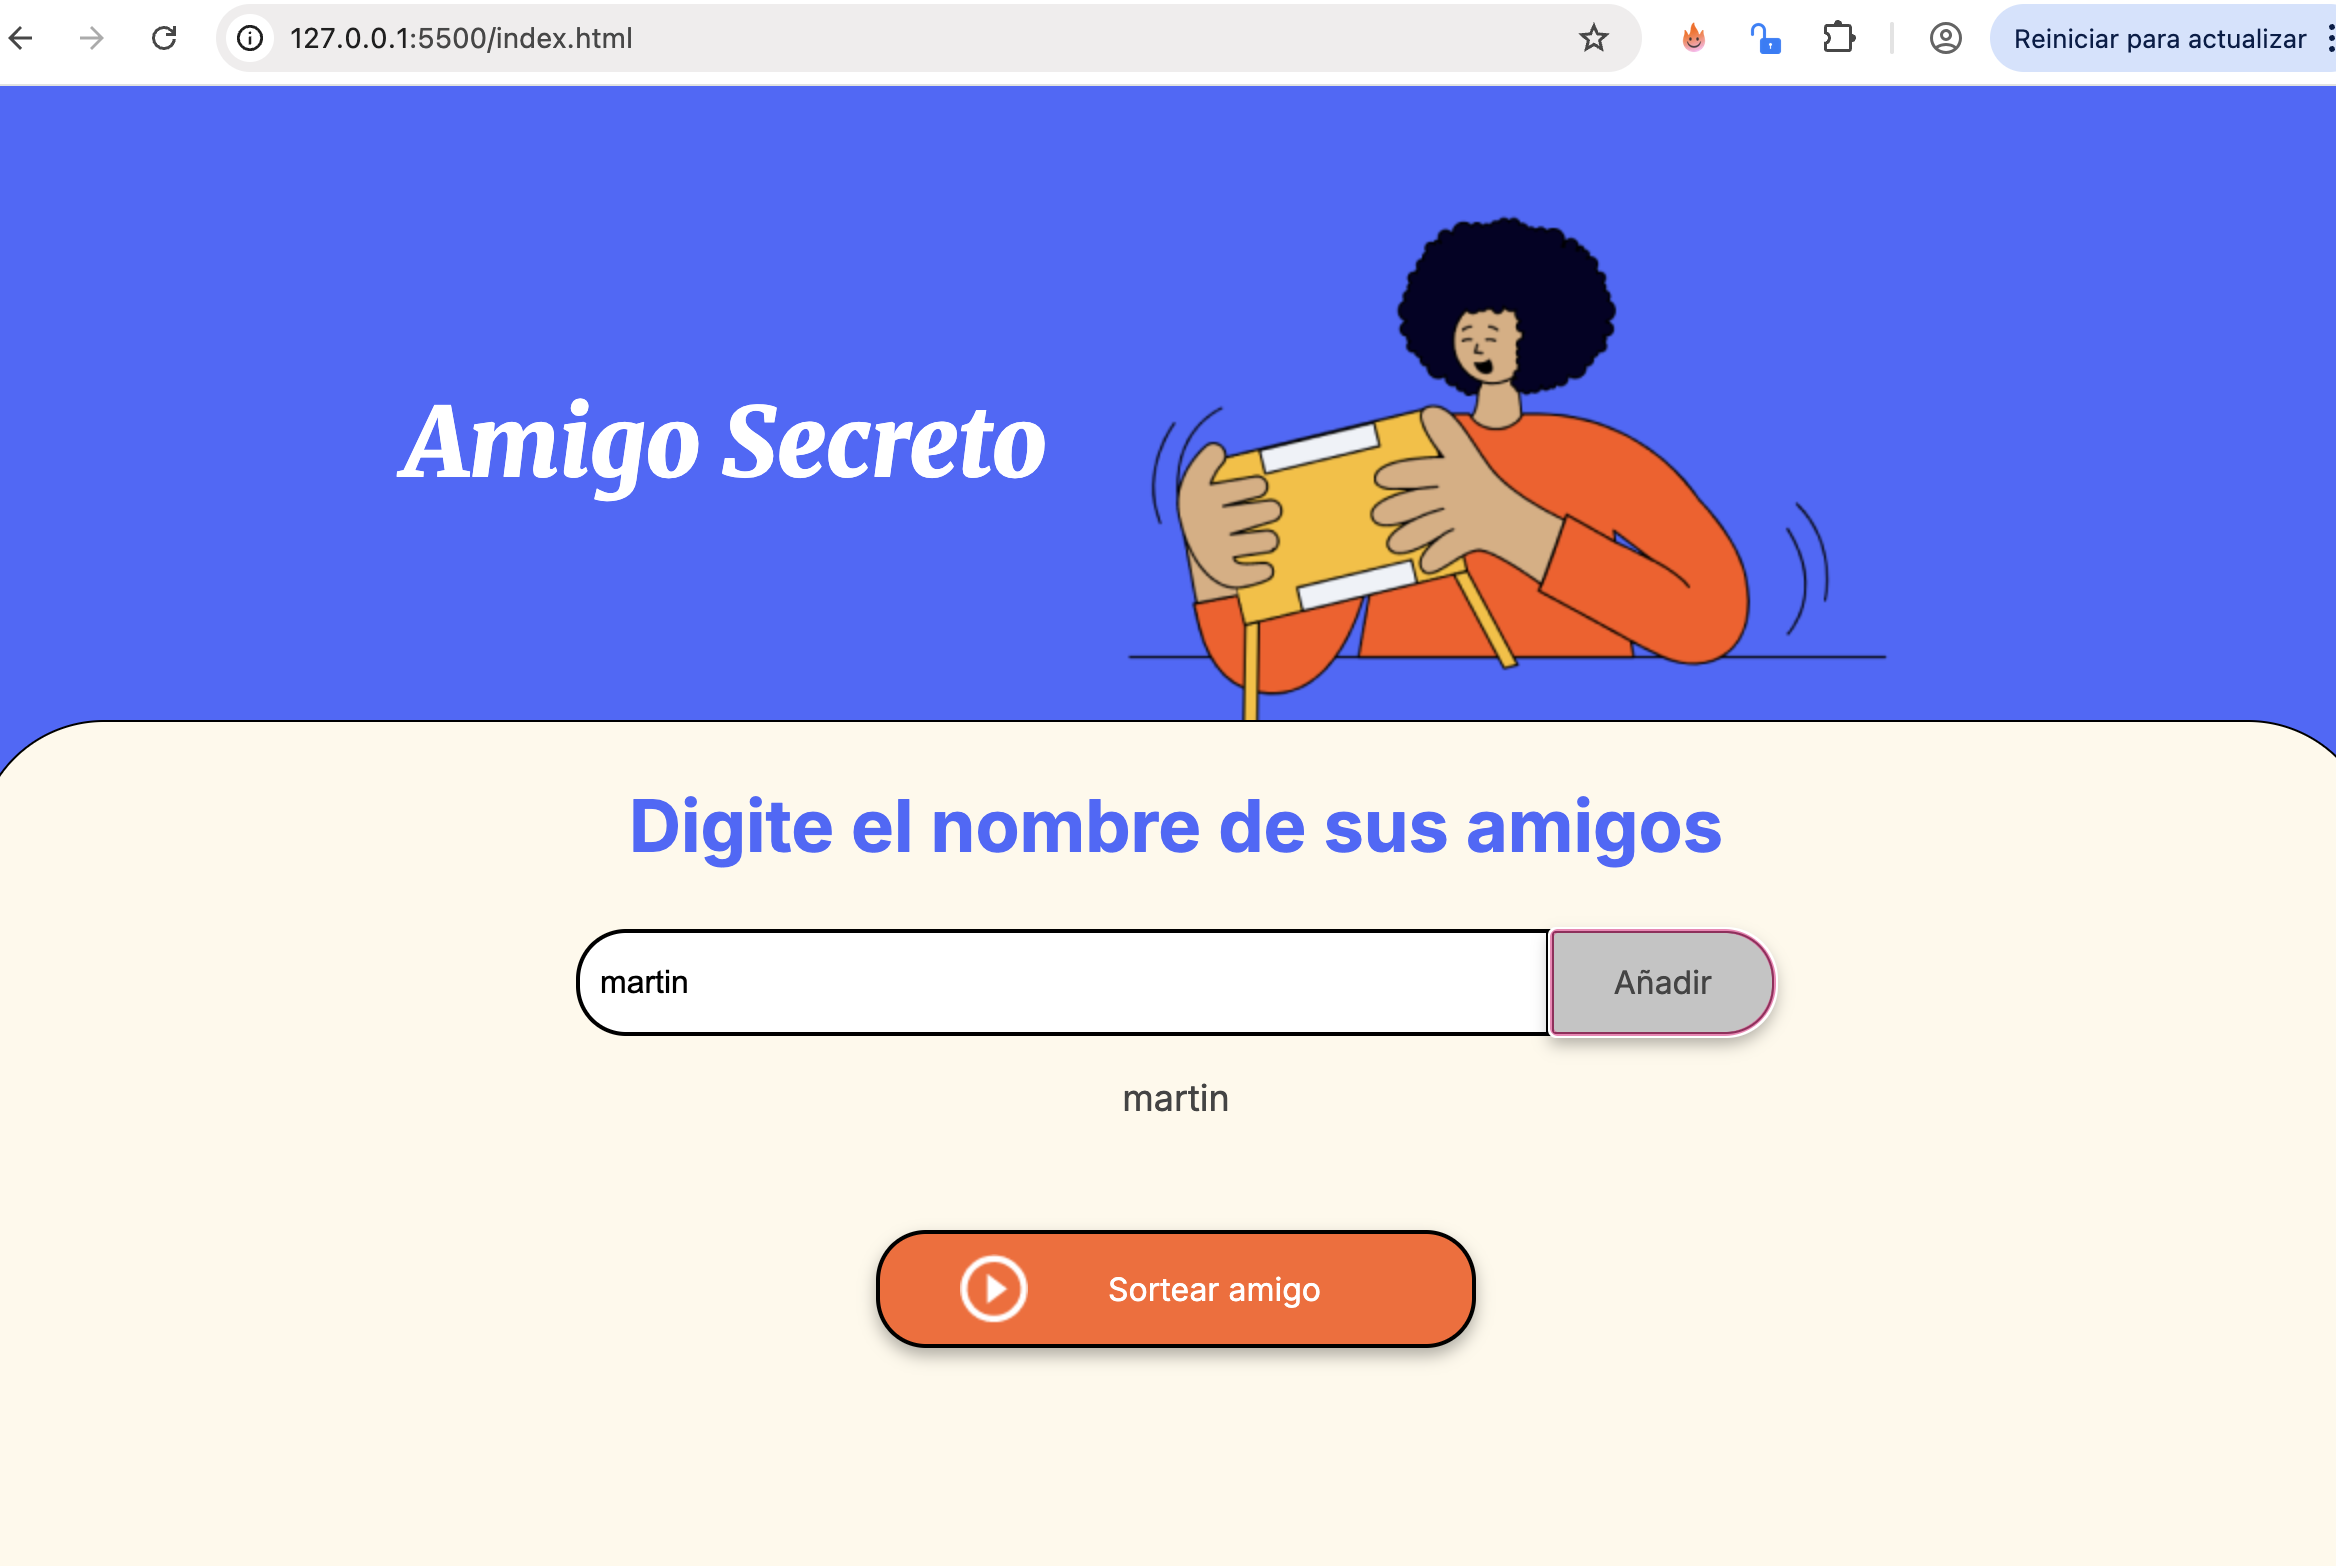 127.0.0.1:5500/index.html
Reiniciar para actualizar
Amigo Secreto
Digite el nombre de sus amigos
martin
Añadir
martin
Sortear amigo